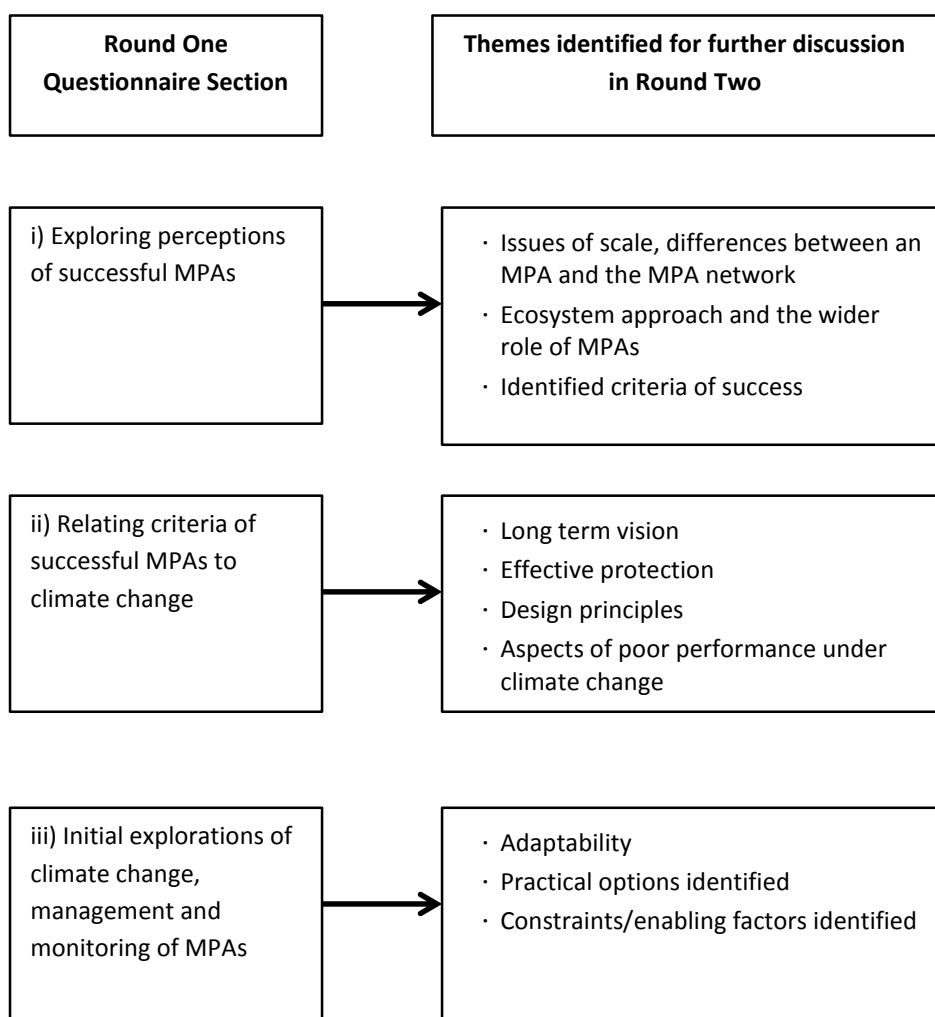 Round One
Questionnaire Section
Themes identified for further discussion
in Round Two
i) Exploring perceptions
of successful MPAs
· Issues of scale, differences between an
MPA and the MPA network
· Ecosystem approach and the wider
role of MPAs
· Identified criteria of success
ii) Relating criteria of
successful MPAs to
climate change
· Long term vision
· Effective protection
· Design principles
· Aspects of poor performance under
climate change
iii) Initial explorations of
climate change,
management and
monitoring of MPAs
· Adaptability
· Practical options identified
· Constraints/enabling factors identified